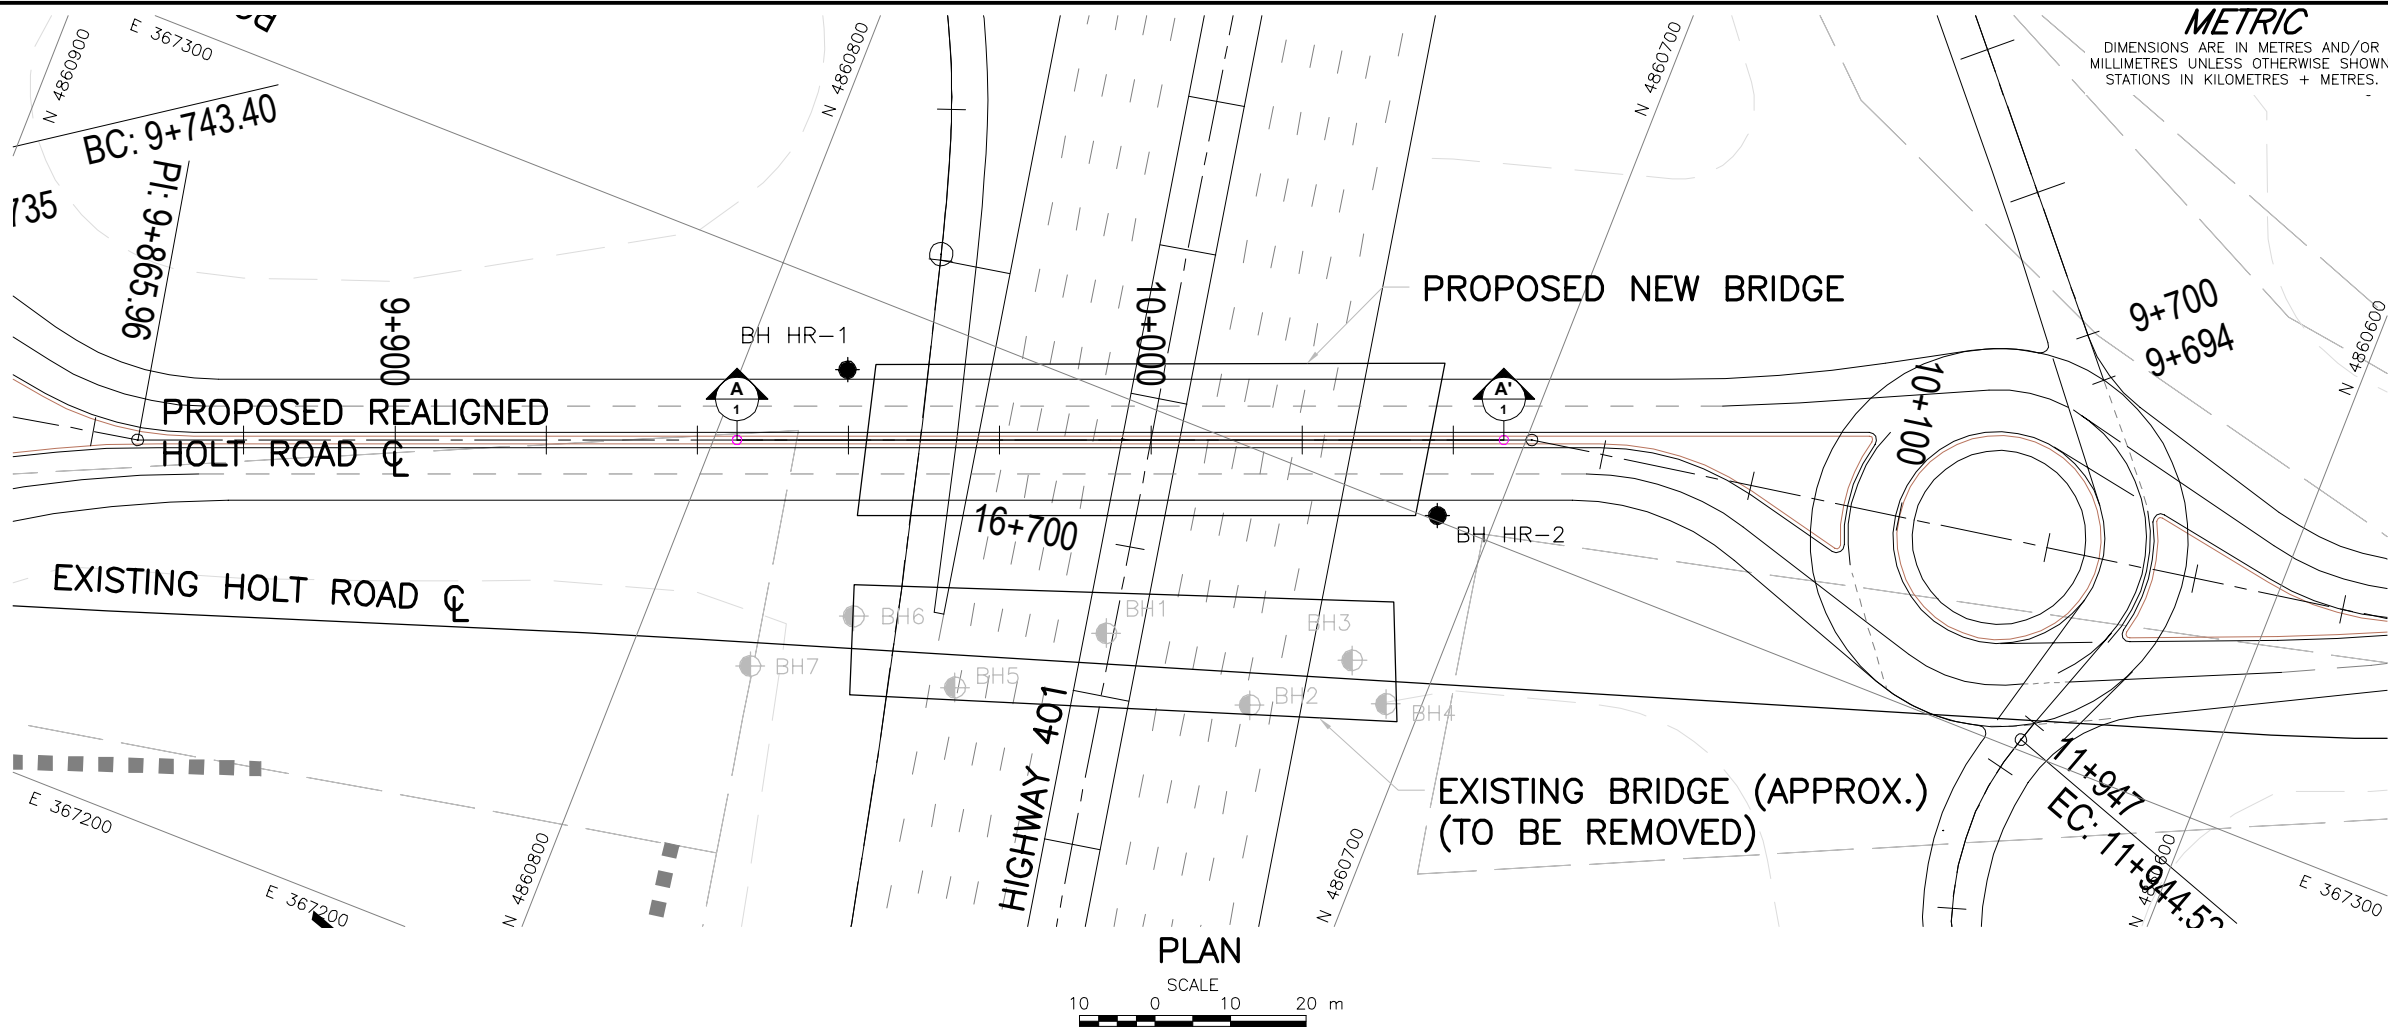 METRIC
DIMENSIONS ARE IN METRES AND/OR
MILLIMETRES UNLESS OTHERWISE SHOWN
STATIONS IN KILOMETRES + METRES.
N 4860900
E 367300
N 4860800
N 4860700
BC: 9+743.40
PI: 9+865.96
9+900
BH HR-1
10+000
PROPOSED NEW BRIDGE
9+700
9+694
N 4860600
PROPOSED REALIGNED
HOLT ROAD CL
A
1
A'
1
10+100
16+700
BH HR-2
EXISTING HOLT ROAD CL
BH6
BH1
BH3
BH7
BH5
BH2
BH4
HIGHWAY 401
EXISTING BRIDGE (APPROX.)
(TO BE REMOVED)
11+947
EC: 11+944.52
E 367200
E 367200
N 4860800
N 4860700
E 367300
PLAN
SCALE
10 0 10 20 m